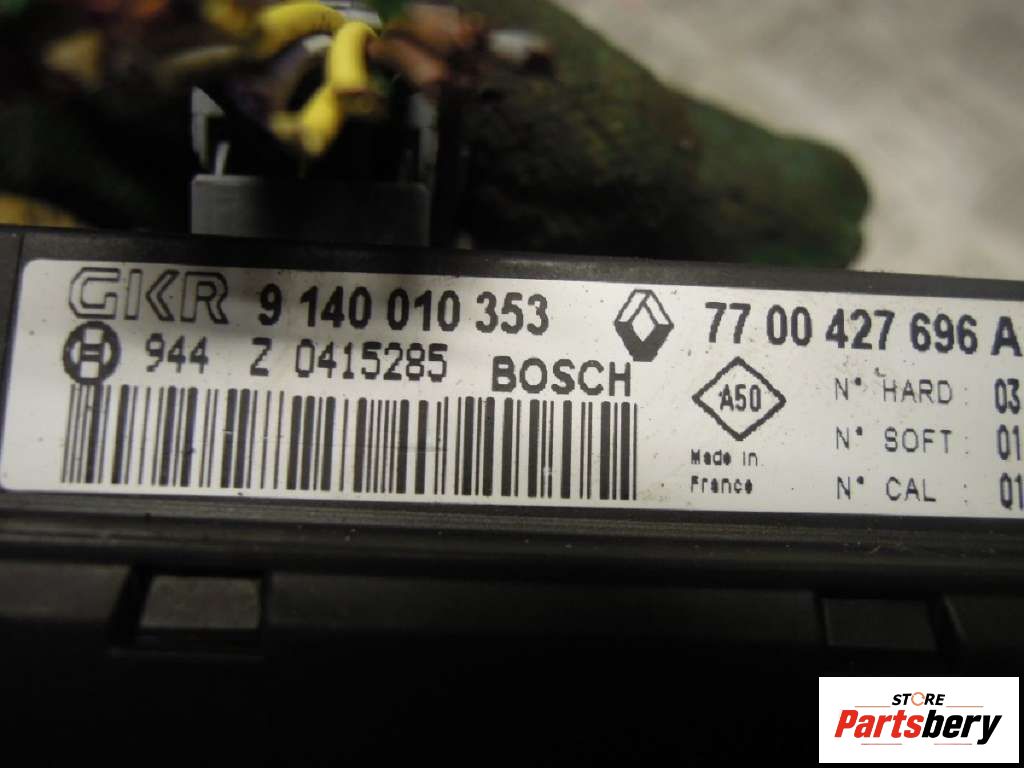 GKR 9 140 010 353 77 00 427 696 A
944 Z 0415285 BOSCH
A50
N° HARD : 03
N° SOFT : 01
N° CAL : 01
Made in
France
STORE
Partsbery